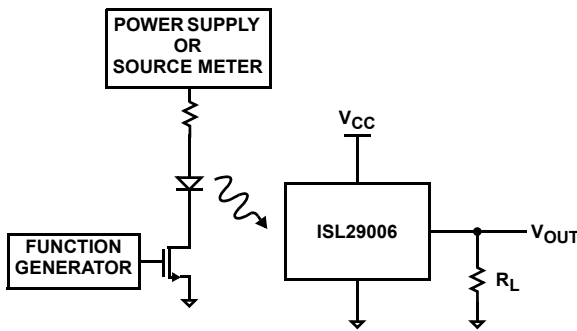 POWER SUPPLY
OR
SOURCE METER
VCC
ISL29006
VOUT
RL
FUNCTION
GENERATOR